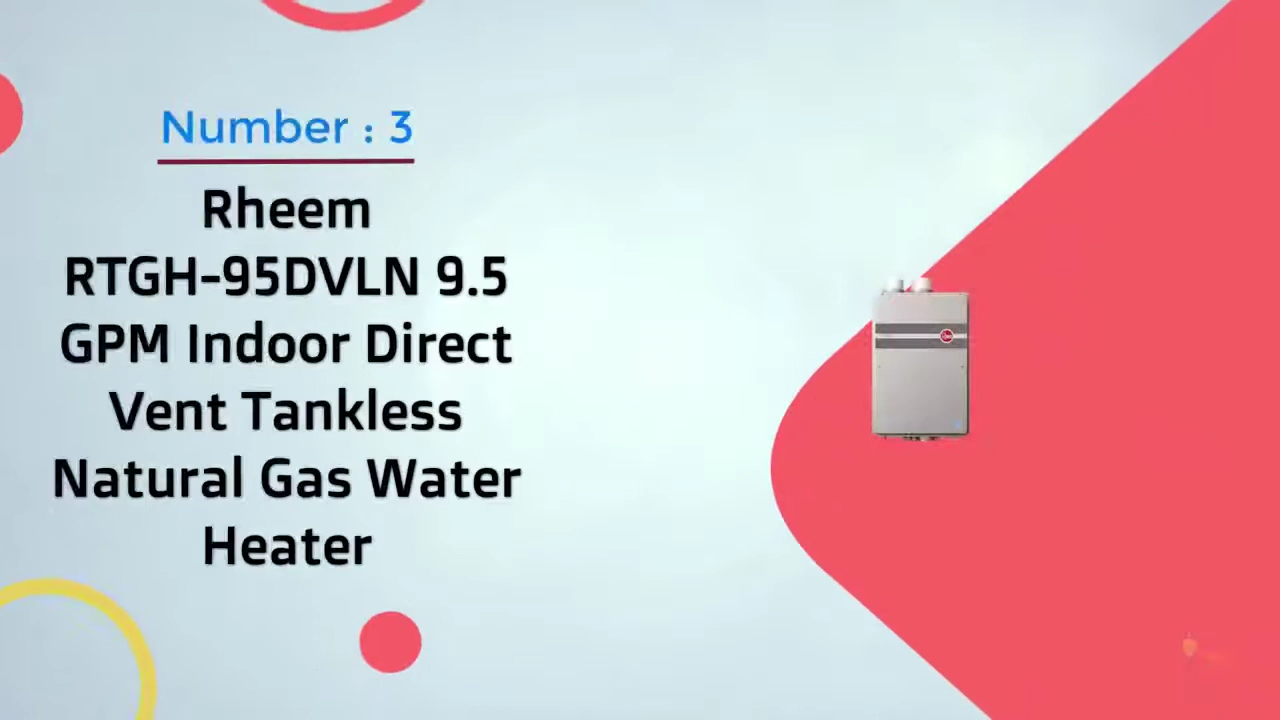 Number : 3
Rheem
RTGH-95DVLN 9.5
GPM Indoor Direct
Vent Tankless
Natural Gas Water
Heater